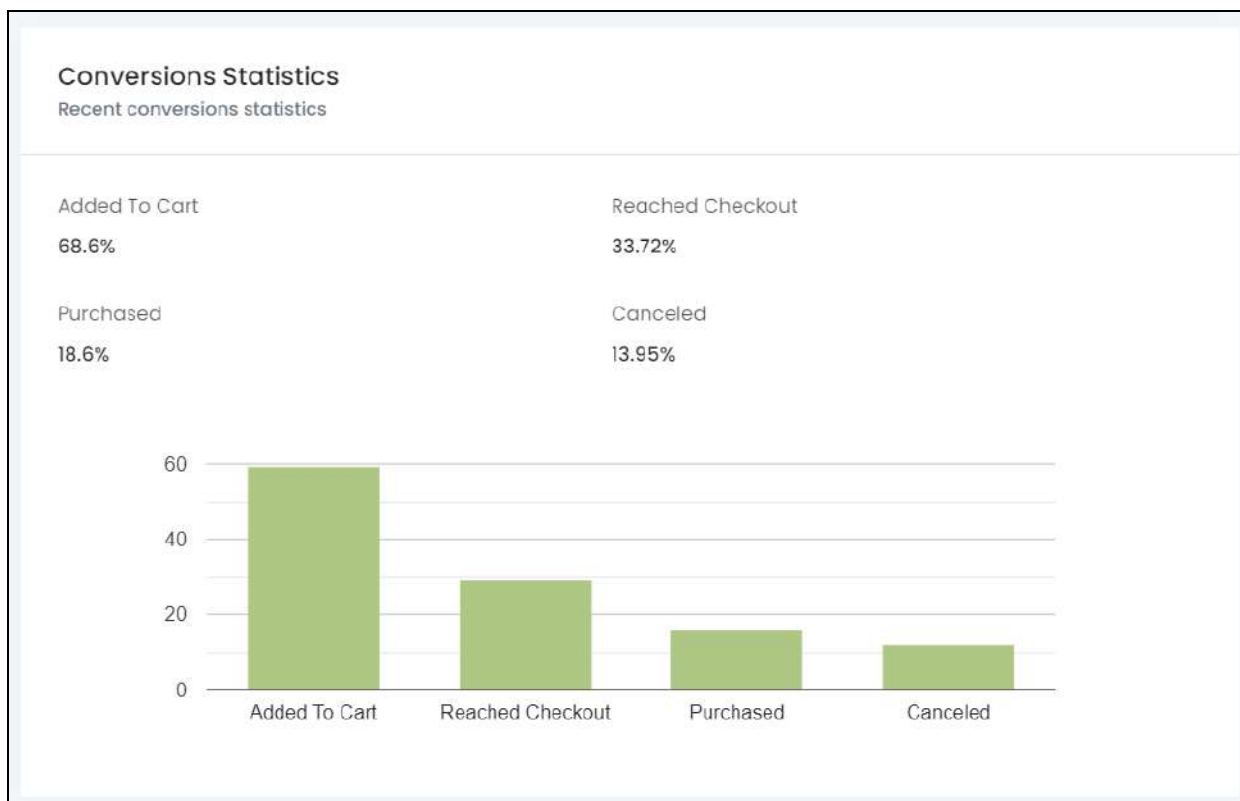 Conversions Statistics
Recent conversions statistics
Added To Cart
68.6%
Reached Checkout
33.72%
Purchased
18.6%
Canceled
13.95%
60
40
20
0
Added To Cart
Reached Checkout
Purchased
Canceled